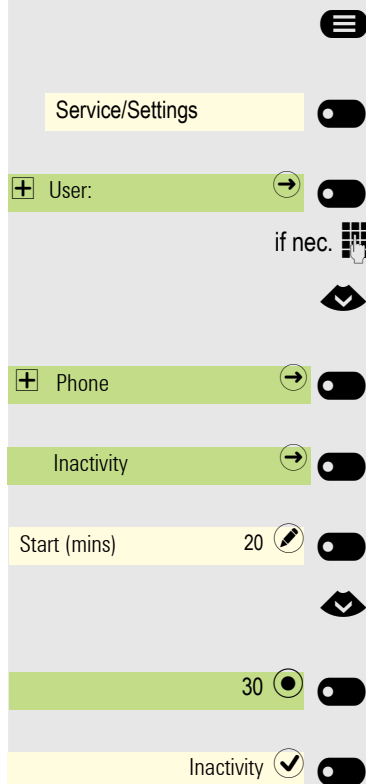 Service/Settings
User:
if nec.
Phone
Inactivity
Start (mins) 20
30
Inactivity